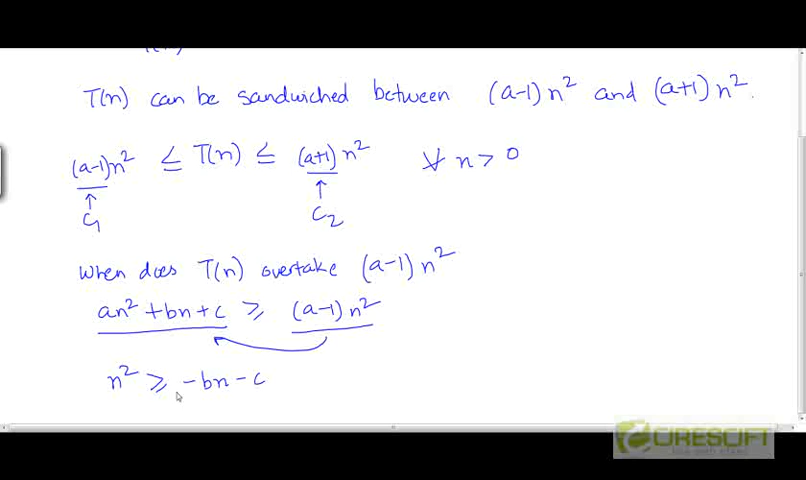 T(n)
T(n) can be sandwiched between (a-1)n² and (a+1)n².
(a-1)n² ≤ T(n) ≤ (a+1)n² ∀ n > 0
↑ ↑
C₁ C₂
When does T(n) overtake (a-1)n²
an² + bn + c ≥ (a-1)n²
n² ≥ -bn - c
CIRESOFT